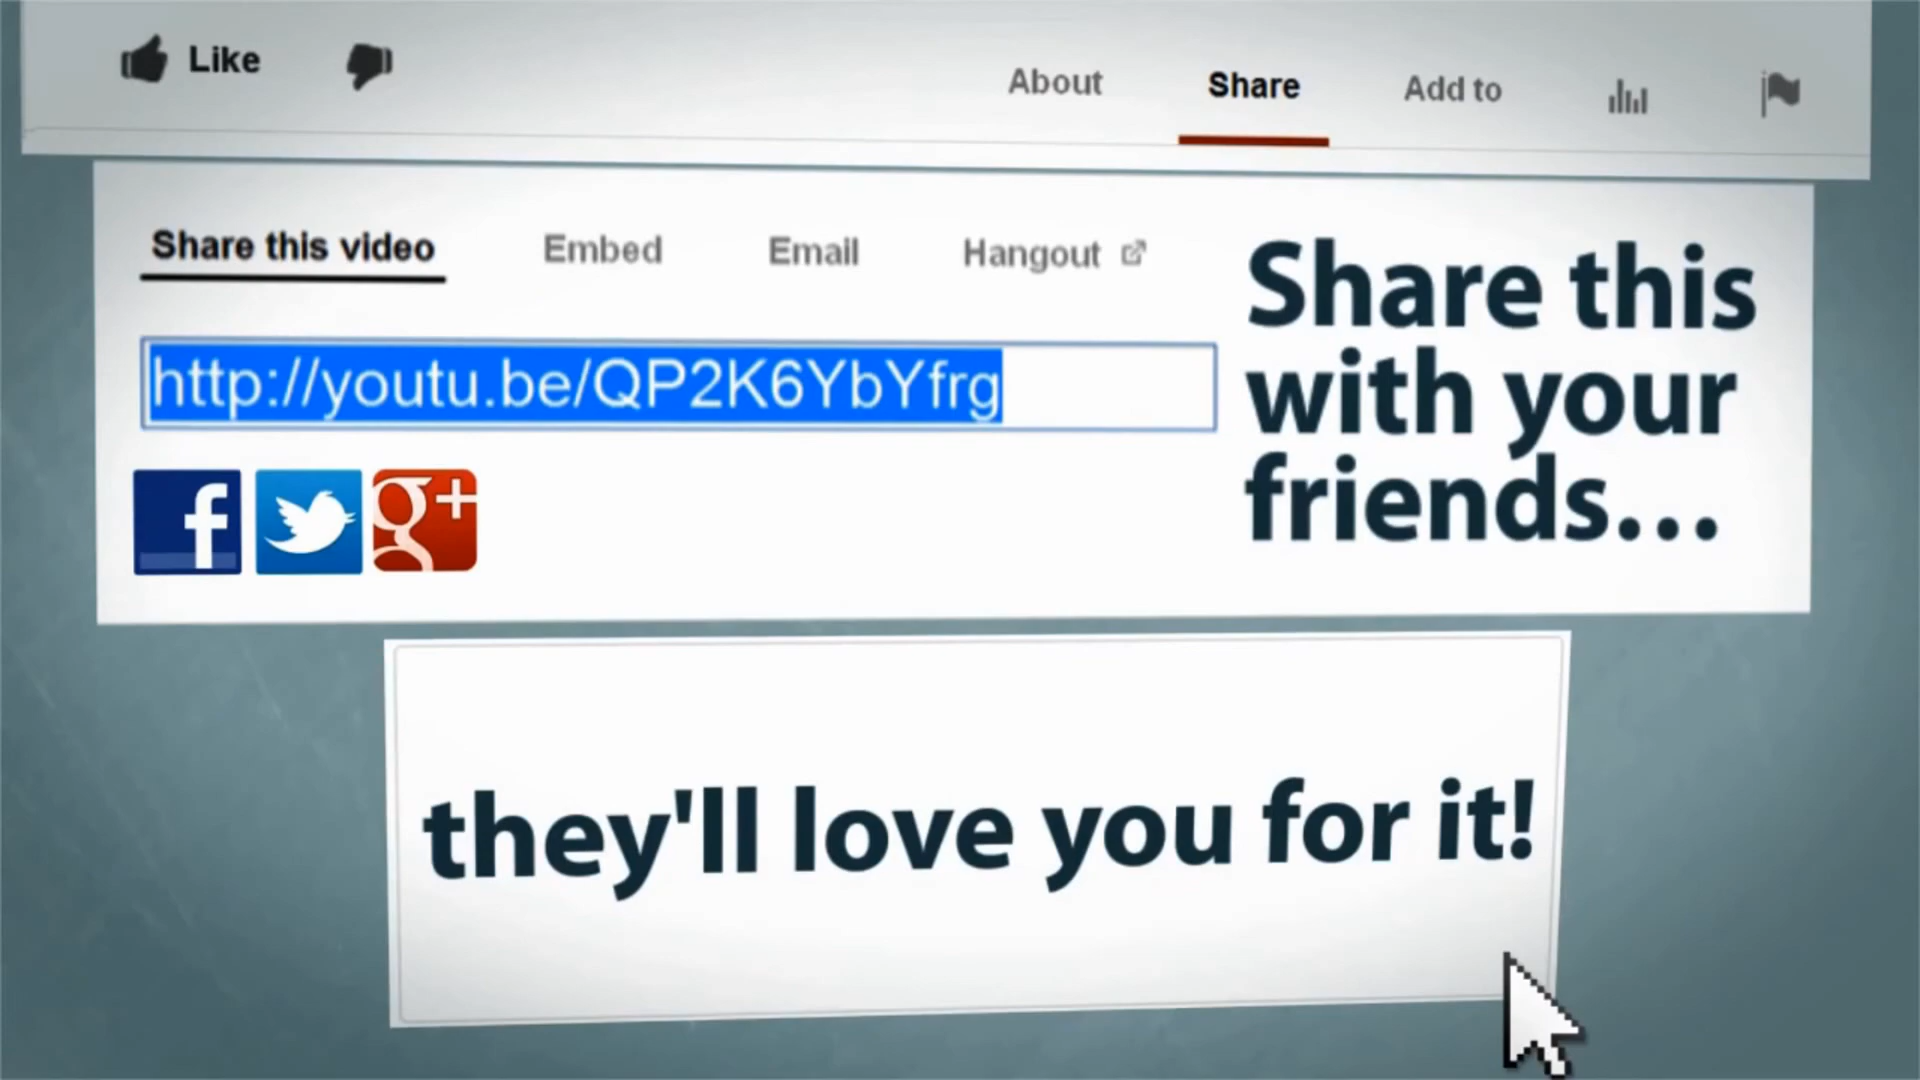 Like
About Share Add to
Share this video Embed Email Hangout
http://youtu.be/QP2K6YbYfrg
f g+
Share this
with your
friends...
they'll love you for it!